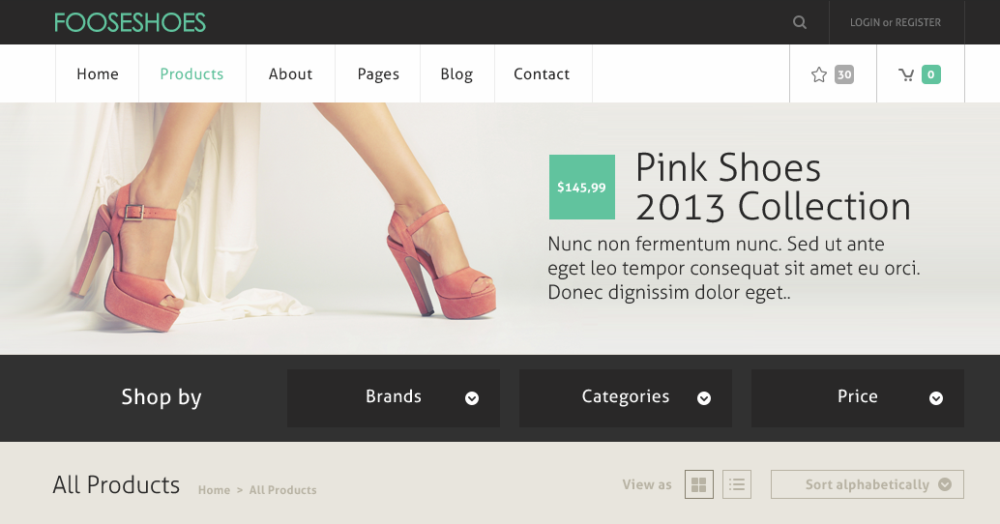 FOOSESHOES
LOGIN or REGISTER
Home Products About Pages Blog Contact 30 0
$145,99
Pink Shoes
2013 Collection
Nunc non fermentum nunc. Sed ut ante
eget leo tempor consequat sit amet eu orci.
Donec dignissim dolor eget..
Shop by Brands Categories Price
All Products Home > All Products View as Sort alphabetically